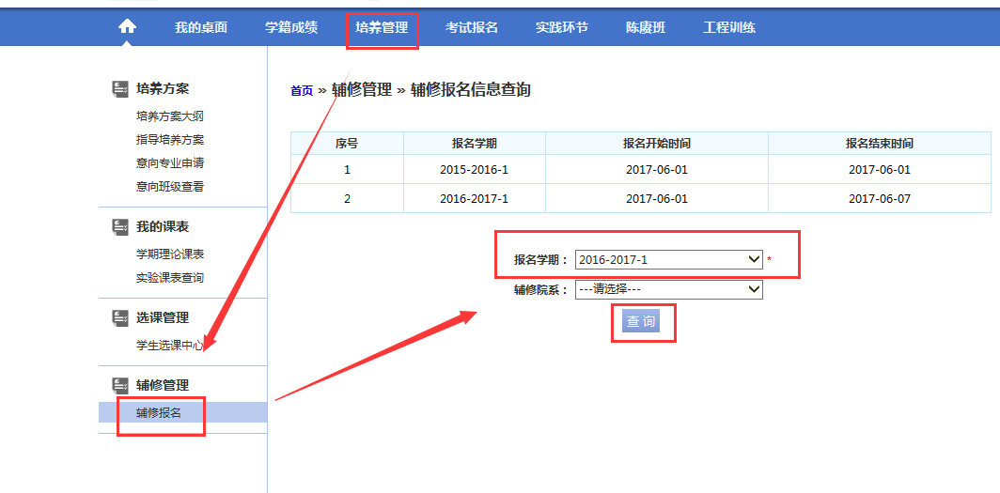 我的桌面 学籍成绩 培养管理 考试报名 实践环节 陈赓班 工程训练
培养方案
培养方案大纲
指导培养方案
意向专业申请
意向班级查看
我的课表
学期理论课表
实验课表查询
选课管理
学生选课中心
辅修管理
辅修报名
首页 » 辅修管理 » 辅修报名信息查询
序号 报名学期 报名开始时间 报名结束时间
1 2015-2016-1 2017-06-01 2017-06-01
2 2016-2017-1 2017-06-01 2017-06-07
报名学期： 2016-2017-1 *
辅修院系： ---请选择---
查 询